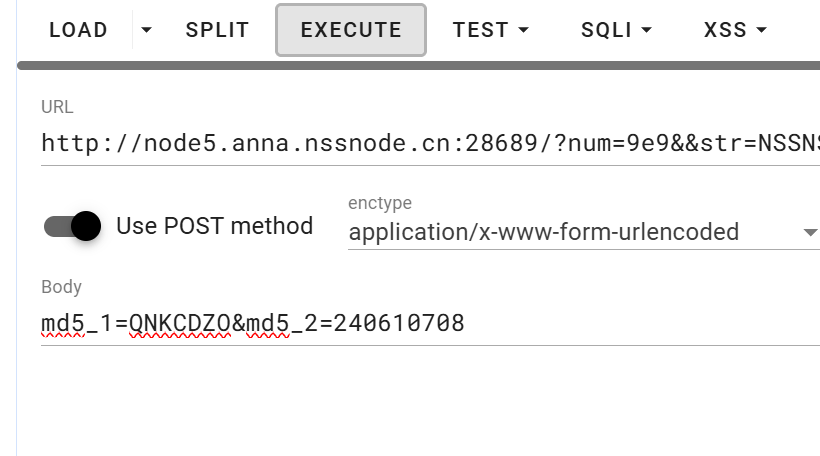 LOAD SPLIT EXECUTE TEST SQLI XSS
URL
http://node5.anna.nssnode.cn:28689/?num=9e9&&str=NSSNS
Use POST method
enctype
application/x-www-form-urlencoded
Body
md5_1=QNKCDZO&md5_2=240610708